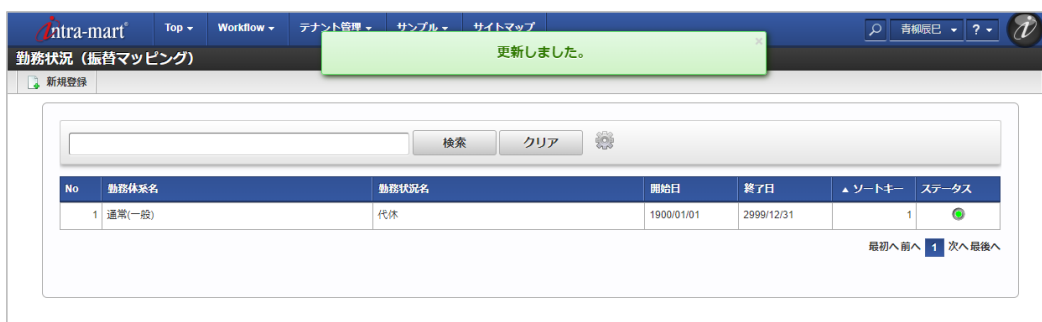 intra-mart Top Workflow テナント管理 サンプル サイトマップ 青柳辰巳 ?
更新しました。 ×
勤務状況（振替マッピング）
新規登録
検索 クリア
No 勤務体系名 勤務状況名 開始日 終了日 ▲ ソートキー ステータス
1 通常(一般) 代休 1900/01/01 2999/12/31 1
最初へ 前へ 1 次へ 最後へ